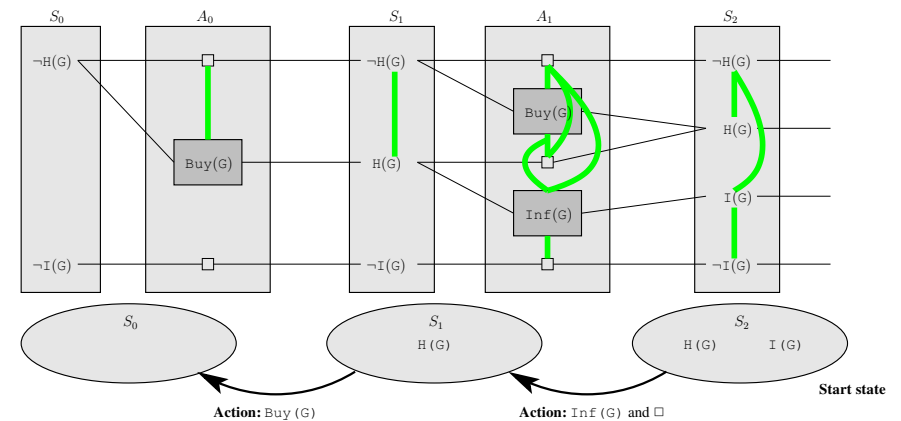 S₀ A₀ S₁ A₁ S₂
¬H(G) ¬H(G) ¬H(G)
Buy(G)
H(G)
Buy(G) H(G)
I(G)
Inf(G)
¬I(G) ¬I(G) ¬I(G)
S₀ S₁ S₂
H(G) H(G) I(G)
Start state
Action: Buy(G) Action: Inf(G) and □